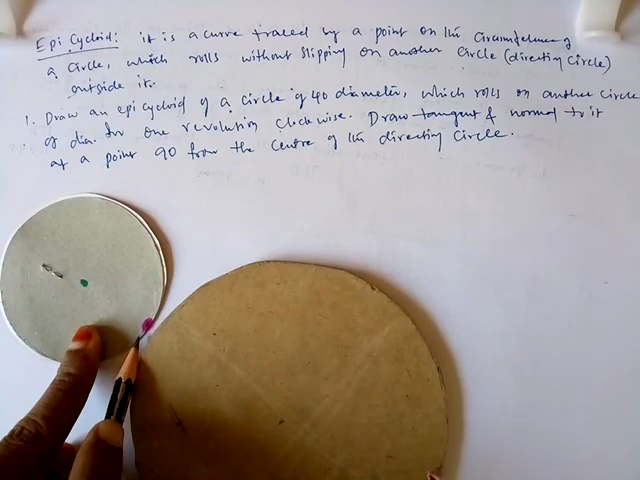 Epi Cycloid: it is a curve traced by a point on the Circumference of
a Circle, which rolls without slipping on another Circle (directing Circle)
outside it.
1. Draw an epicycloid of a circle of 40 diameter, which rolls on another Circle
of dia. for one revolution Clickwise. Draw tangent & normal to it
at a point 90 from the centre of the directing Circle.